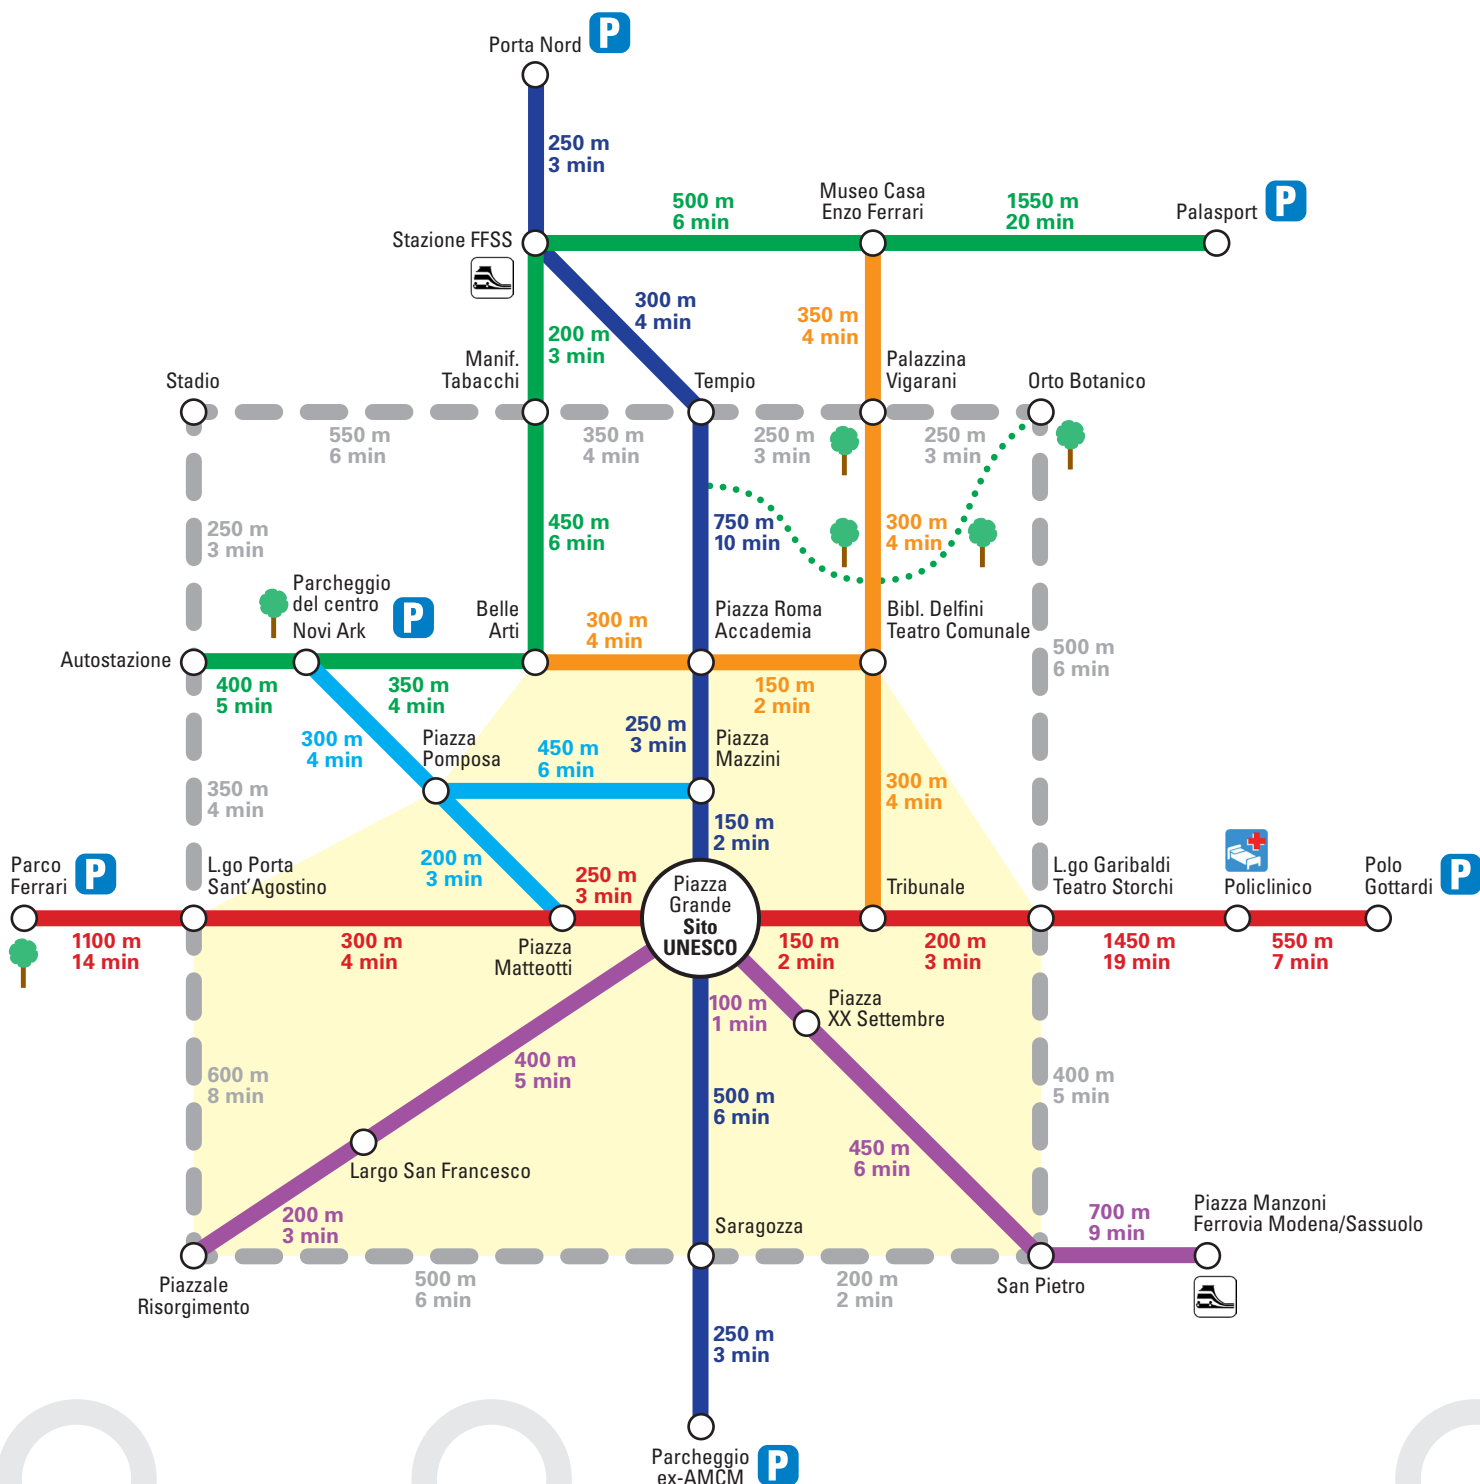 Porta Nord
P
250 m
3 min
Museo Casa
Enzo Ferrari
500 m
6 min
1550 m
20 min
Palasport
P
Stazione FFSS
300 m
4 min
350 m
4 min
200 m
3 min
Manif.
Tabacchi
Palazzina
Vigarani
Stadio
Tempio
Orto Botanico
550 m
6 min
350 m
4 min
250 m
3 min
250 m
3 min
250 m
3 min
450 m
6 min
750 m
10 min
300 m
4 min
Parcheggio
del centro
Novi Ark
P
Belle
Arti
300 m
4 min
Piazza Roma
Accademia
Bibl. Delfini
Teatro Comunale
Autostazione
500 m
6 min
400 m
5 min
350 m
4 min
150 m
2 min
300 m
4 min
Piazza
Pomposa
450 m
6 min
250 m
3 min
Piazza
Mazzini
350 m
4 min
300 m
4 min
150 m
2 min
Parco
Ferrari
P
L.go Porta
Sant'Agostino
200 m
3 min
250 m
3 min
Piazza
Grande
Sito
UNESCO
Tribunale
L.go Garibaldi
Teatro Storchi
Policlinico
Polo
Gottardi
P
1100 m
14 min
300 m
4 min
Piazza
Matteotti
150 m
2 min
200 m
3 min
1450 m
19 min
550 m
7 min
100 m
1 min
Piazza
XX Settembre
600 m
8 min
400 m
5 min
500 m
6 min
400 m
5 min
450 m
6 min
Largo San Francesco
200 m
3 min
Saragozza
700 m
9 min
Piazza Manzoni
Ferrovia Modena/Sassuolo
Piazzale
Risorgimento
500 m
6 min
200 m
2 min
San Pietro
250 m
3 min
Parcheggio
ex-AMCM
P